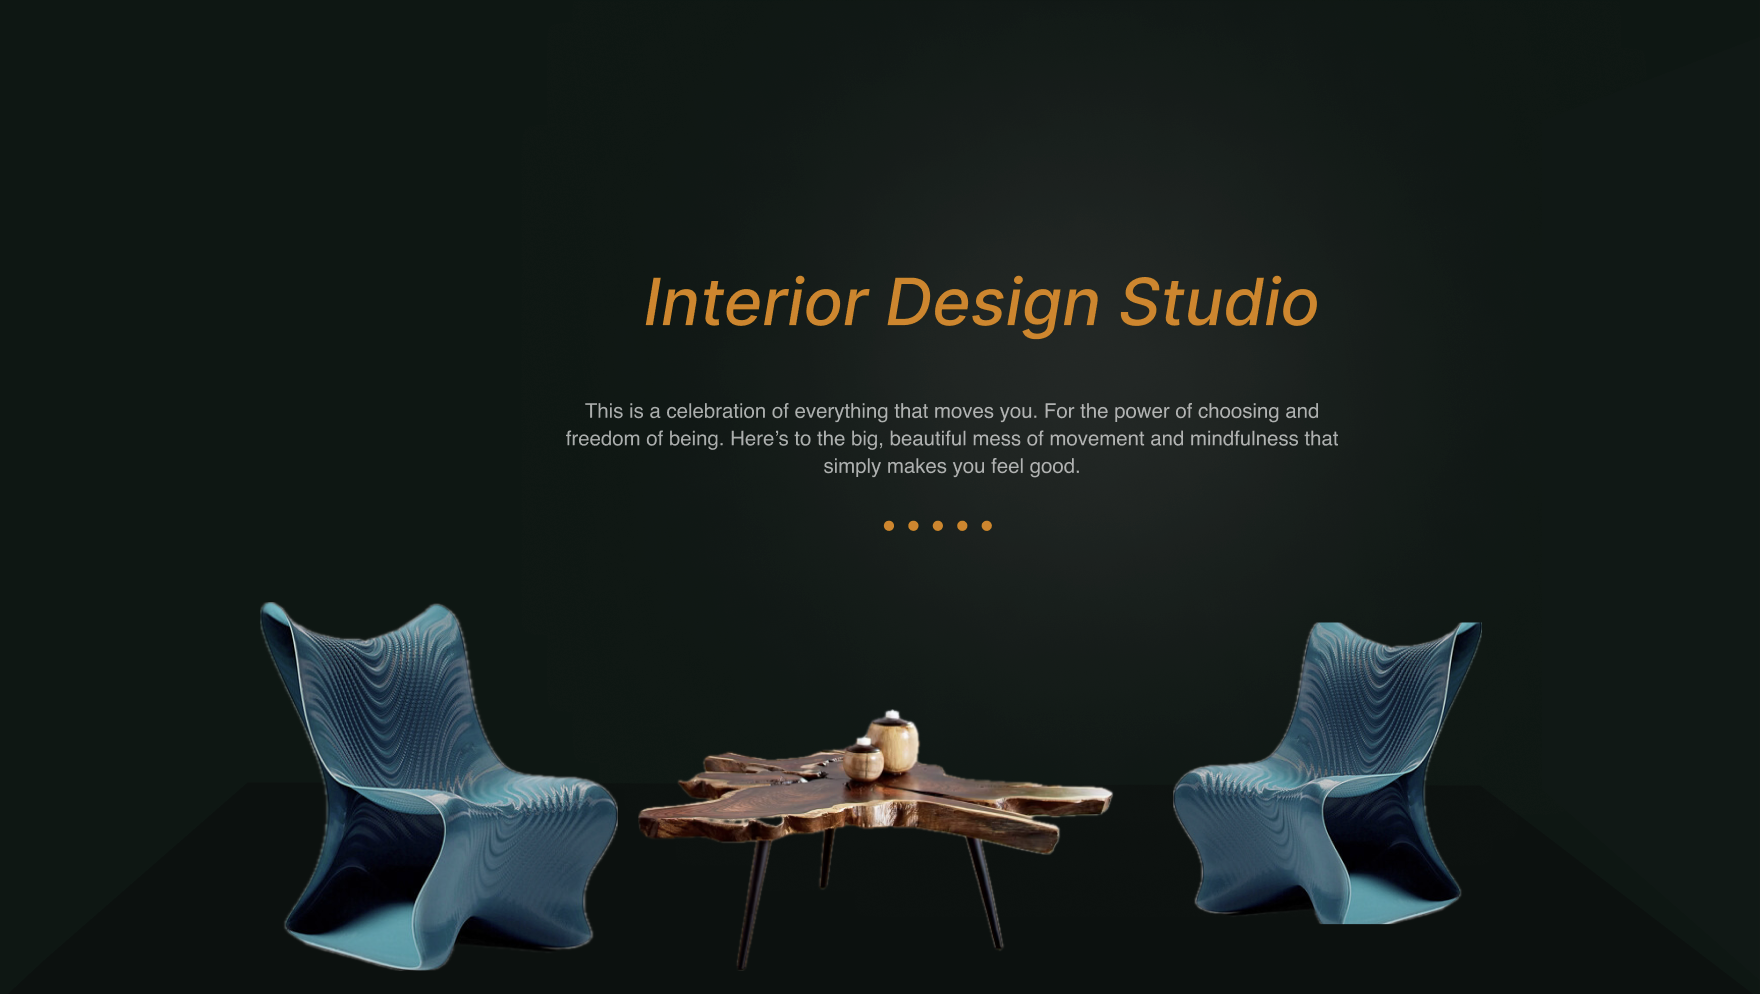 Interior Design Studio
This is a celebration of everything that moves you. For the power of choosing and
freedom of being. Here’s to the big, beautiful mess of movement and mindfulness that
simply makes you feel good.